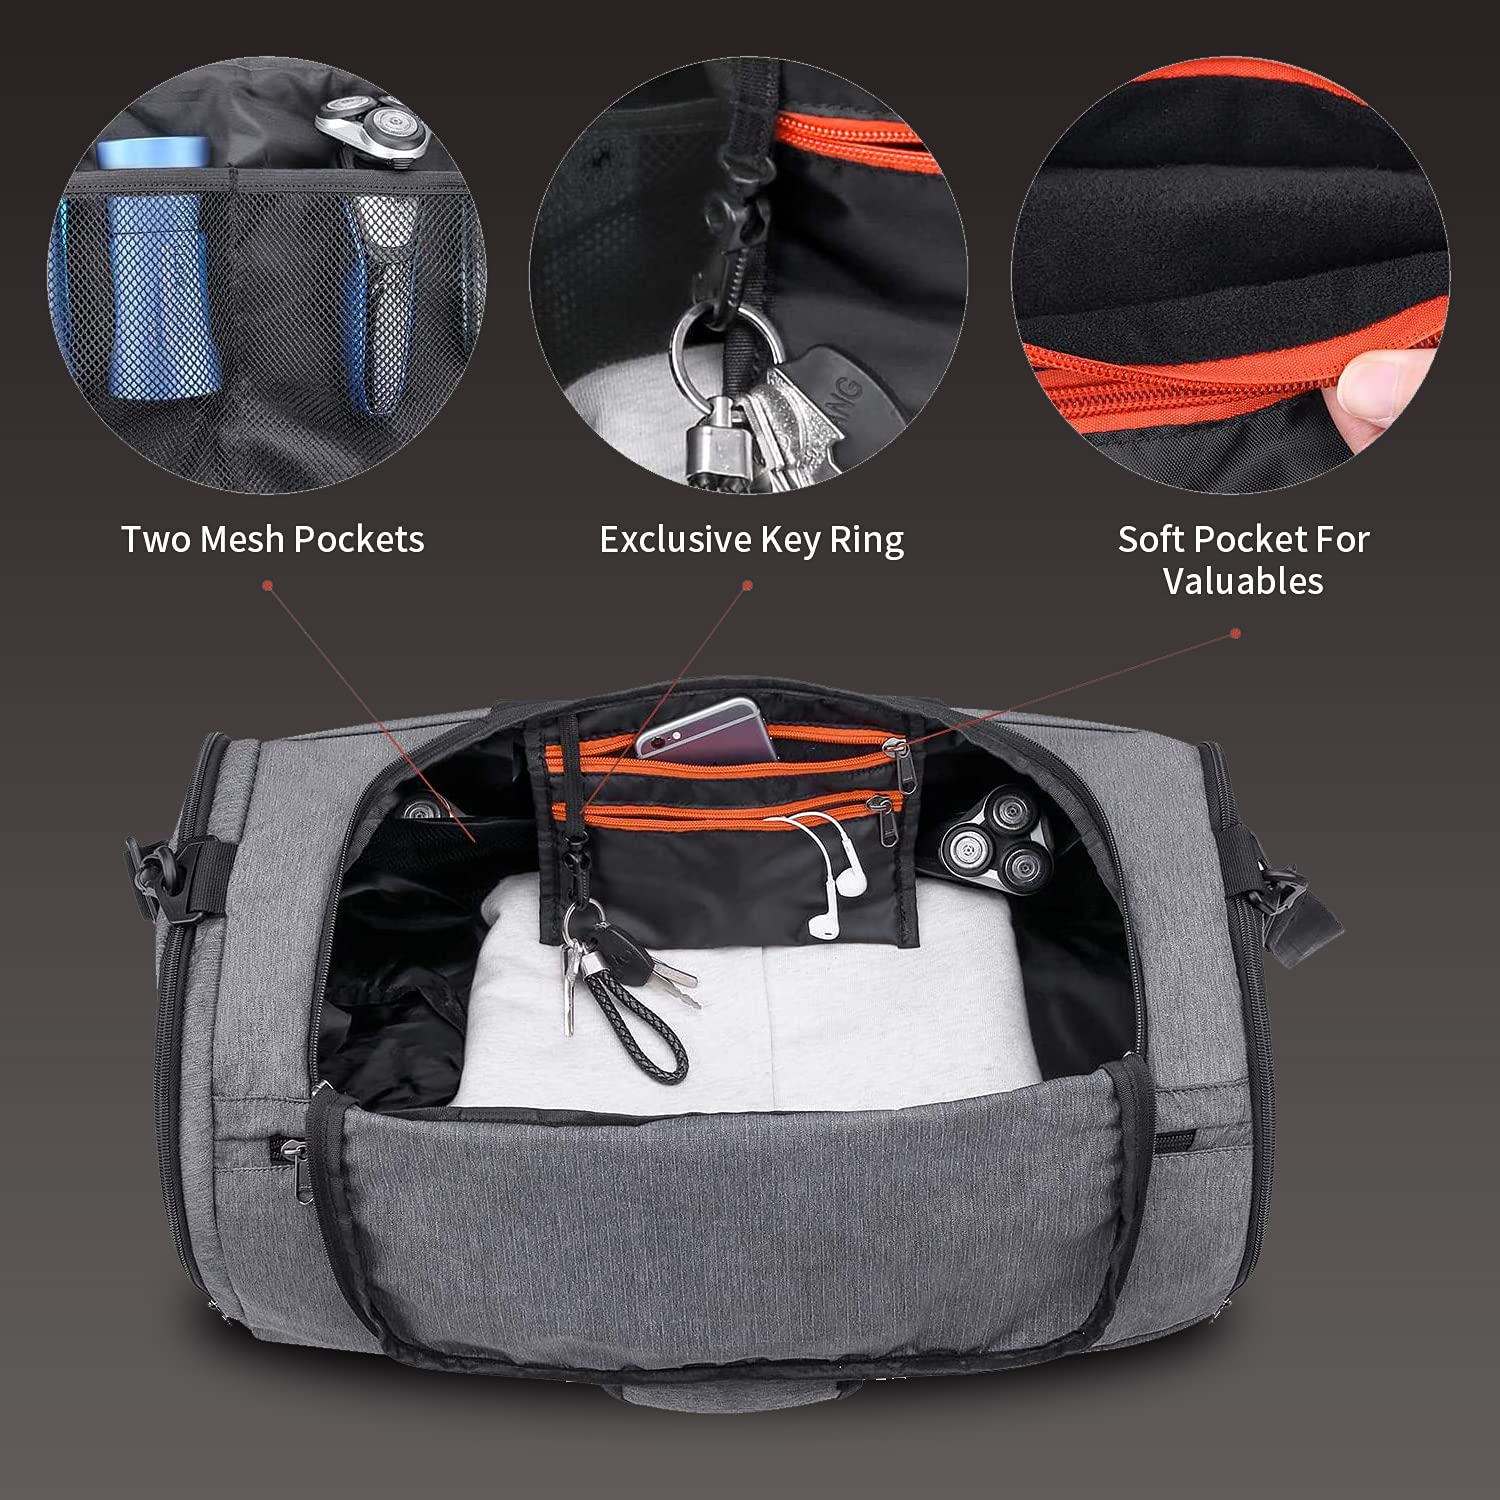 Two Mesh Pockets
Exclusive Key Ring
Soft Pocket For
Valuables